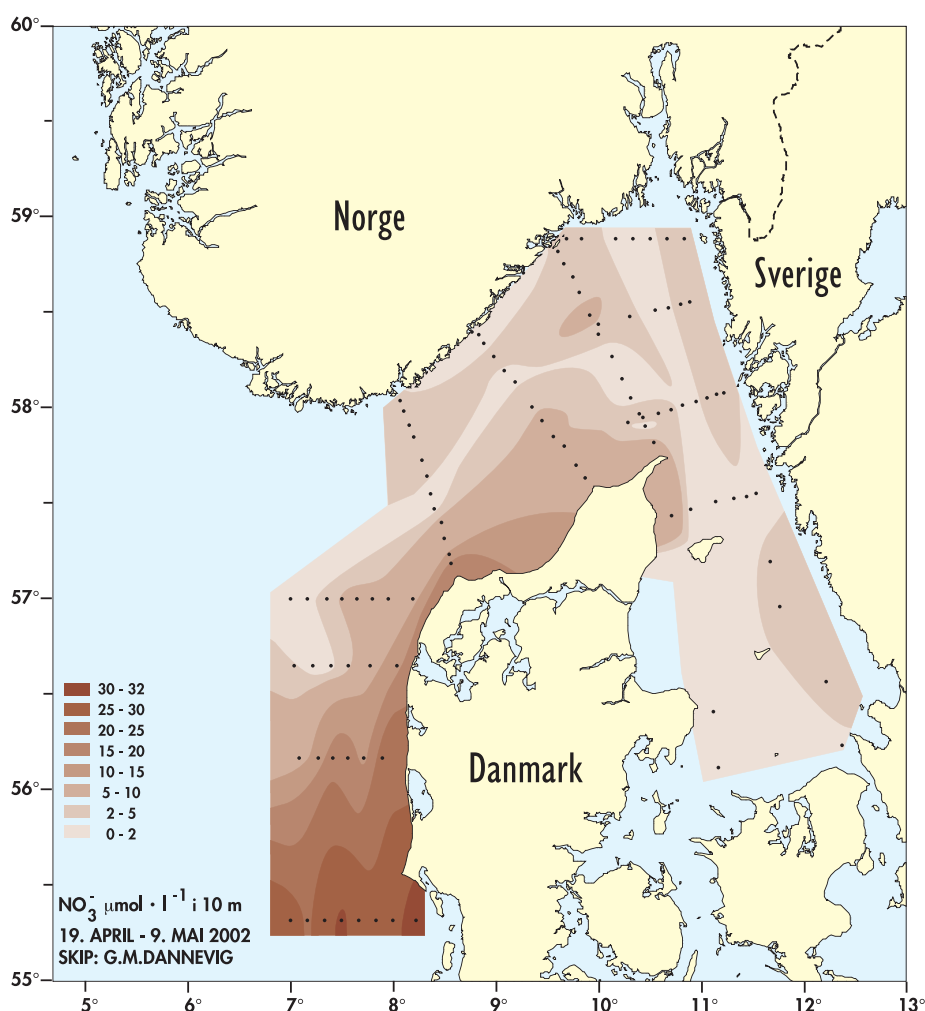 60°
59°
58°
57°
56°
55°
Norge
Sverige
Danmark
30 - 32
25 - 30
20 - 25
15 - 20
10 - 15
5 - 10
2 - 5
0 - 2
NO₃⁻ µmol · l⁻¹ i 10 m
19. APRIL - 9. MAI 2002
SKIP: G.M.DANNEVIG
5° 6° 7° 8° 9° 10° 11° 12° 13°